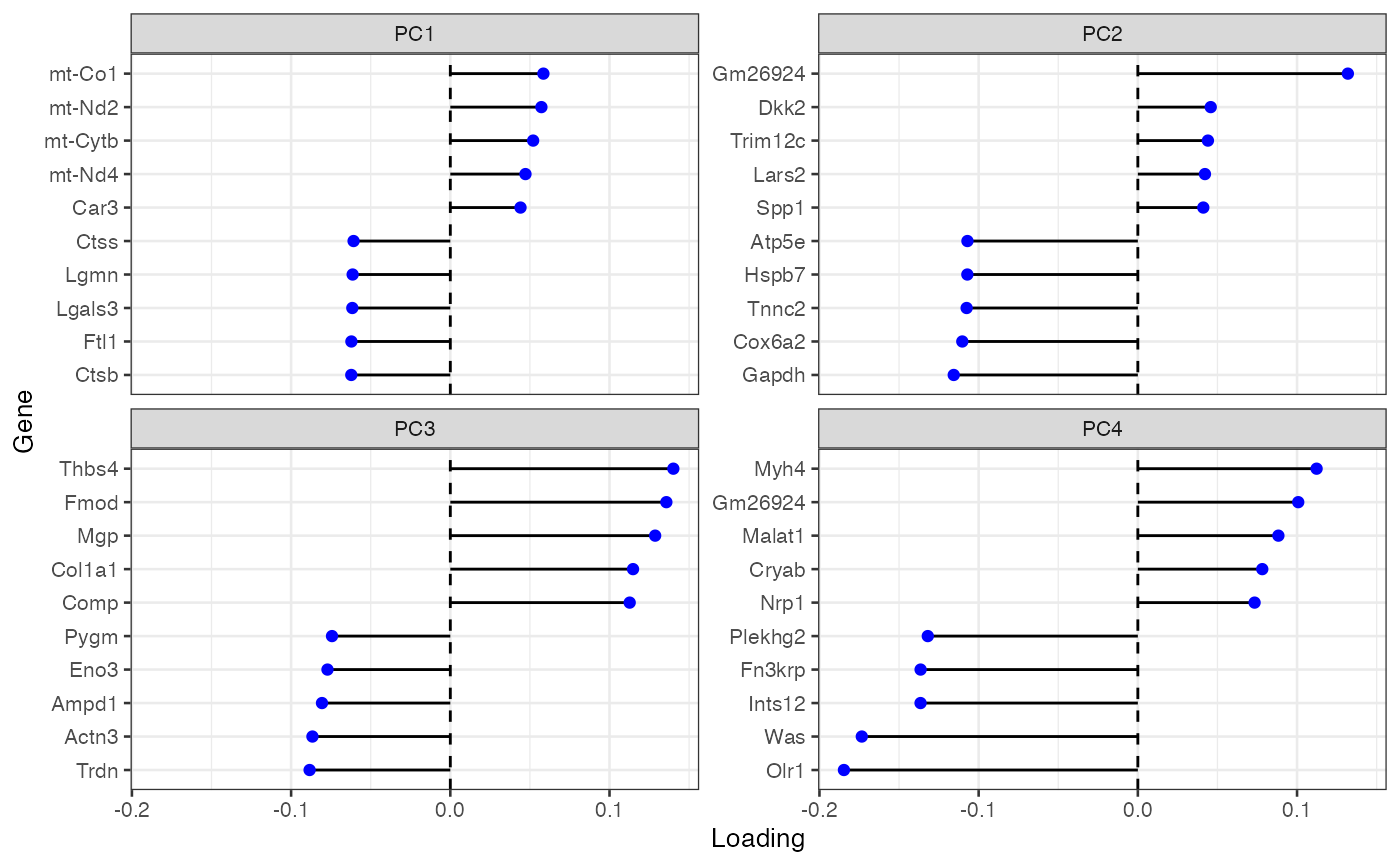 PC1
mt-Co1
mt-Nd2
mt-Cytb
mt-Nd4
Car3
Ctss
Lgmn
Lgals3
Ftl1
Ctsb
PC2
Gm26924
Dkk2
Trim12c
Lars2
Spp1
Atp5e
Hspb7
Tnnc2
Cox6a2
Gapdh
Gene
PC3
Thbs4
Fmod
Mgp
Col1a1
Comp
Pygm
Eno3
Ampd1
Actn3
Trdn
-0.2 -0.1 0.0 0.1
PC4
Myh4
Gm26924
Malat1
Cryab
Nrp1
Plekhg2
Fn3krp
Ints12
Was
Olr1
-0.2 -0.1 0.0 0.1
Loading